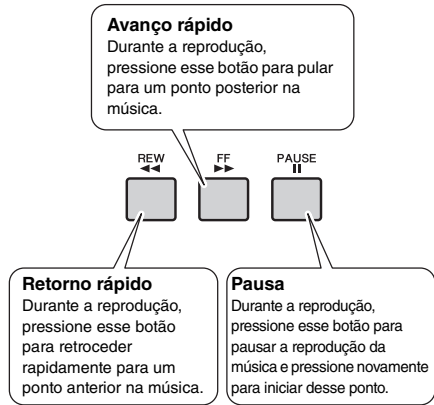 Avanço rápido
Durante a reprodução,
pressione esse botão para pular
para um ponto posterior na
música.
REW FF PAUSE
Retorno rápido
Durante a reprodução,
pressione esse botão
para retroceder
rapidamente para um
ponto anterior na música.
Pausa
Durante a reprodução,
pressione esse botão para
pausar a reprodução da
música e pressione novamente
para iniciar desse ponto.